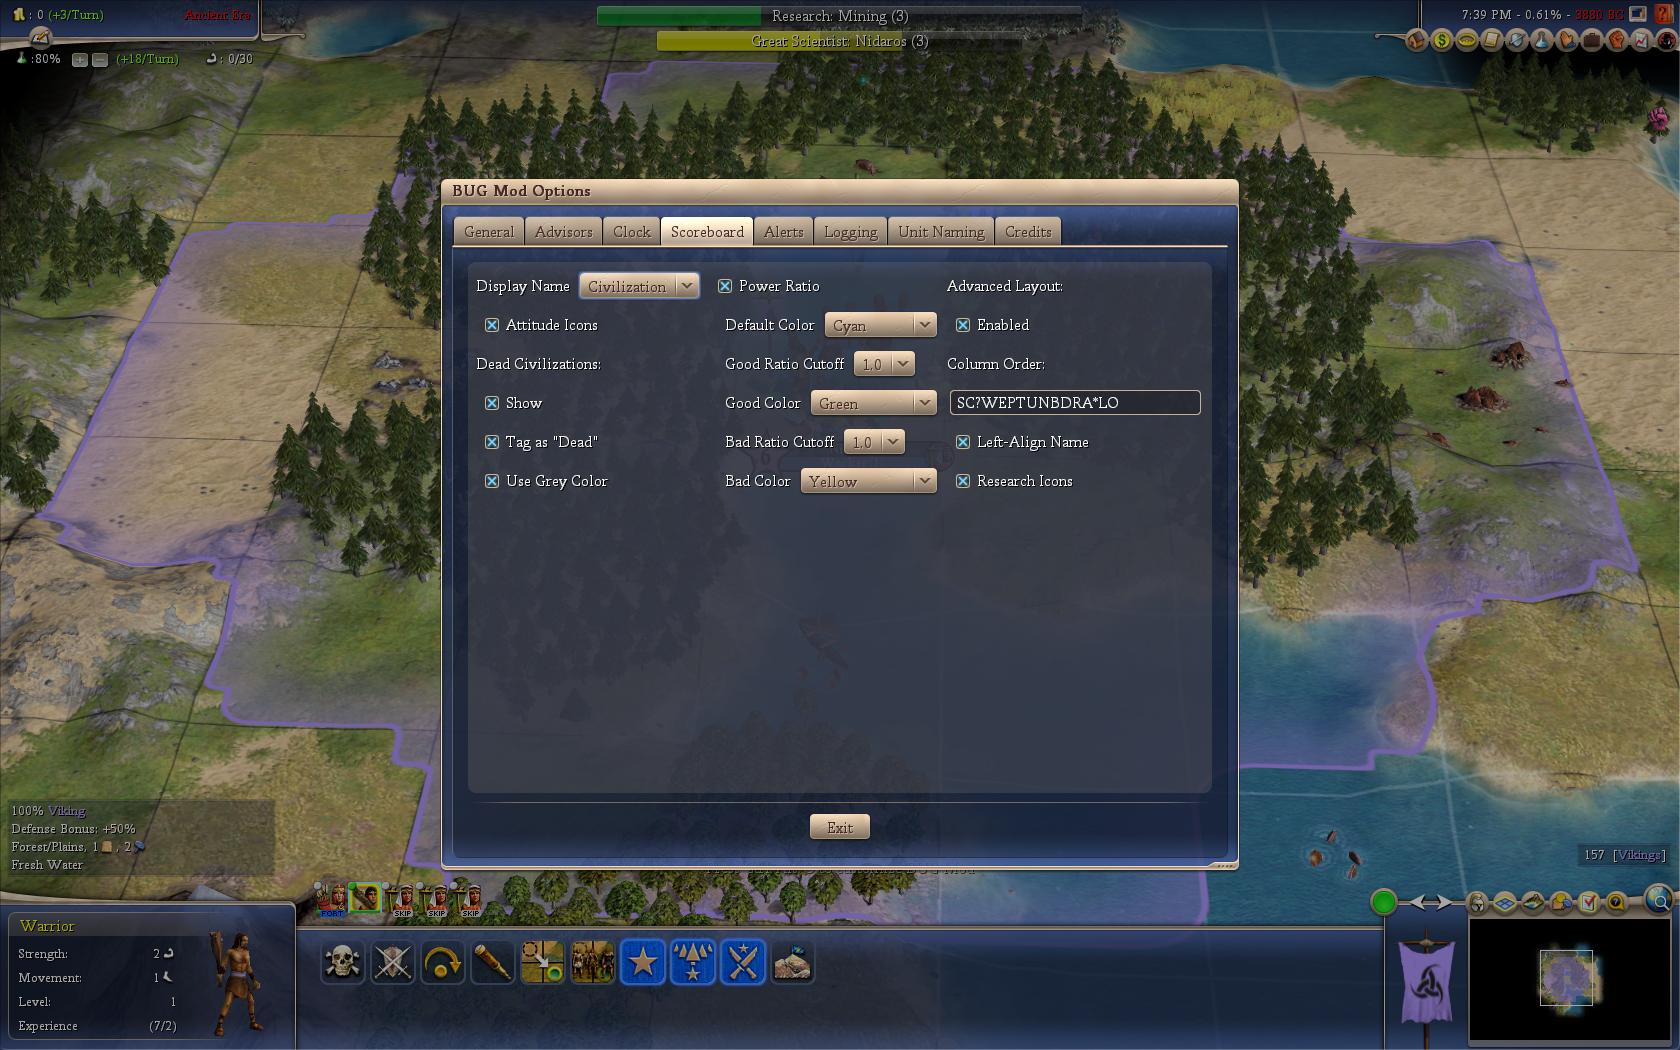 : 0 (+3/Turn)
Ancient Era
Research: Mining (3)
7:39 PM - 0.61% - 3880 BC
Great Scientist: Nidaros (3)
:80%
(+18/Turn)
: 0/30
BUG Mod Options
General
Advisors
Clock
Scoreboard
Alerts
Logging
Unit Naming
Credits
Display Name
Civilization
Power Ratio
Advanced Layout:
Attitude Icons
Default Color
Cyan
Enabled
Dead Civilizations:
Good Ratio Cutoff
1.0
Column Order:
Show
Good Color
Green
SC?WEPTUNBDRA*LO
Tag as "Dead"
Bad Ratio Cutoff
1.0
Left-Align Name
Use Grey Color
Bad Color
Yellow
Research Icons
Exit
100% Viking
Defense Bonus: +50%
Forest/Plains, 1 , 2
Fresh Water
157 [Vikings]
FORT
SKIP
SKIP
SKIP
Warrior
Strength: 2
Movement: 1
Level: 1
Experience (7/2)